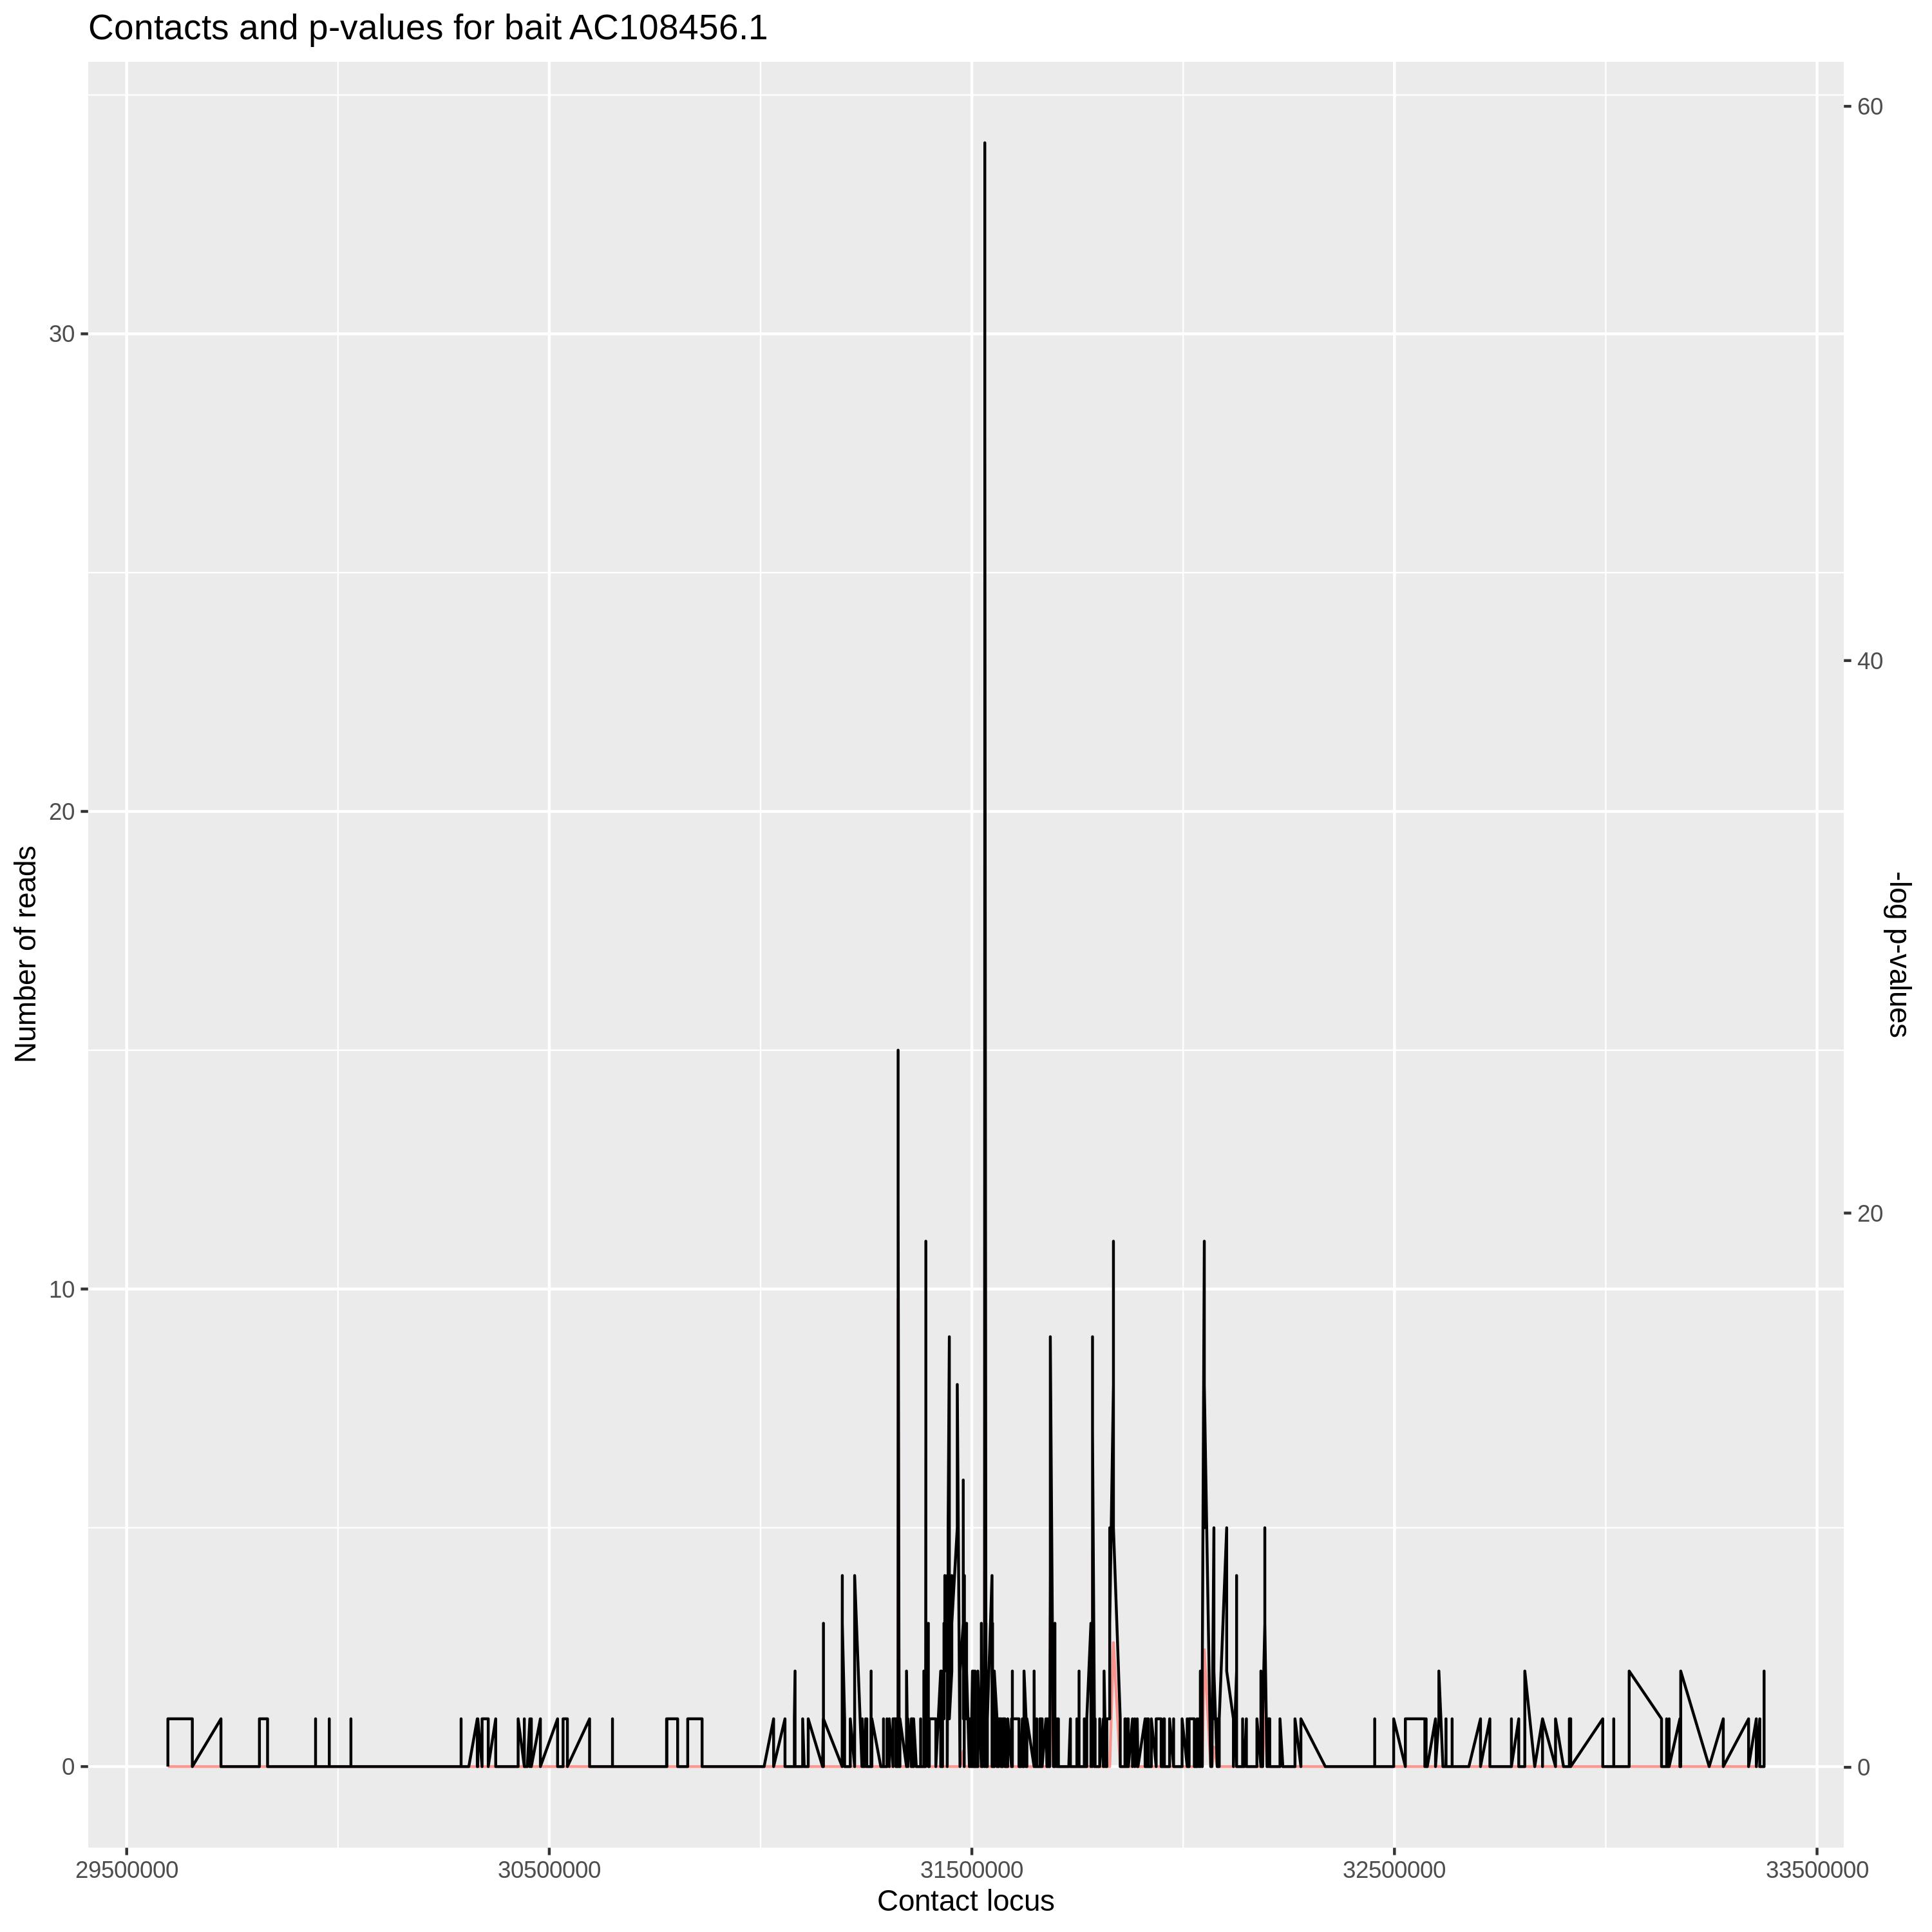 Contacts and p-values for bait AC108456.1
Number of reads
30
20
10
0
60
40
20
0
-log p-values
29500000 30500000 31500000 32500000 33500000
Contact locus